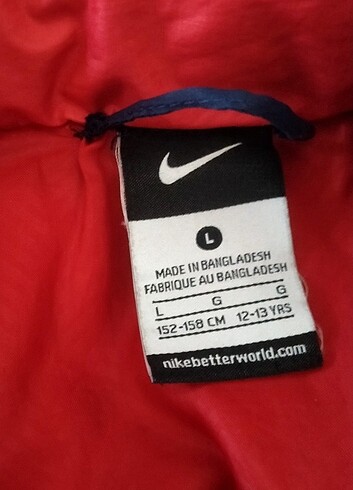 L
MADE IN BANGLADESH
FABRIQUE AU BANGLADESH
L G G
152-158 CM 12-13 YRS
nikebetterworld.com